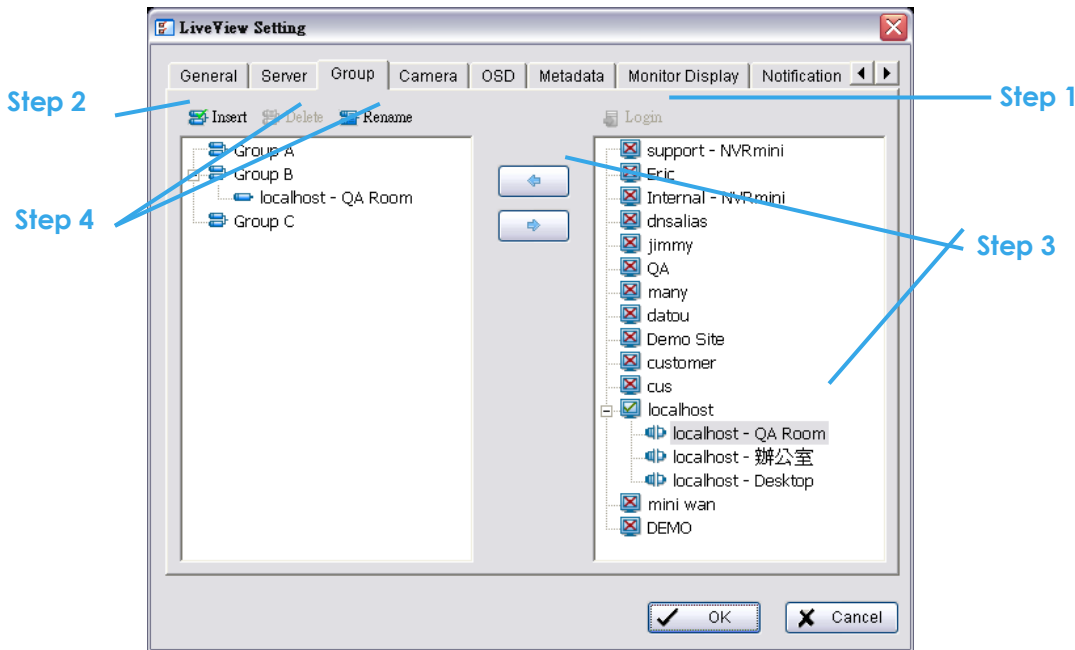 LiveView Setting
General Server Group Camera OSD Metadata Monitor Display Notification
Step 2
Step 1
Insert Delete Rename
Login
Group A
Group B
localhost - QA Room
Group C
Step 4
support - NVRmini
Eric
Internal - NVRmini
dnsalias
jimmy
QA
many
datou
Demo Site
customer
cus
localhost
localhost - QA Room
localhost - 辦公室
localhost - Desktop
mini wan
DEMO
Step 3
OK
Cancel